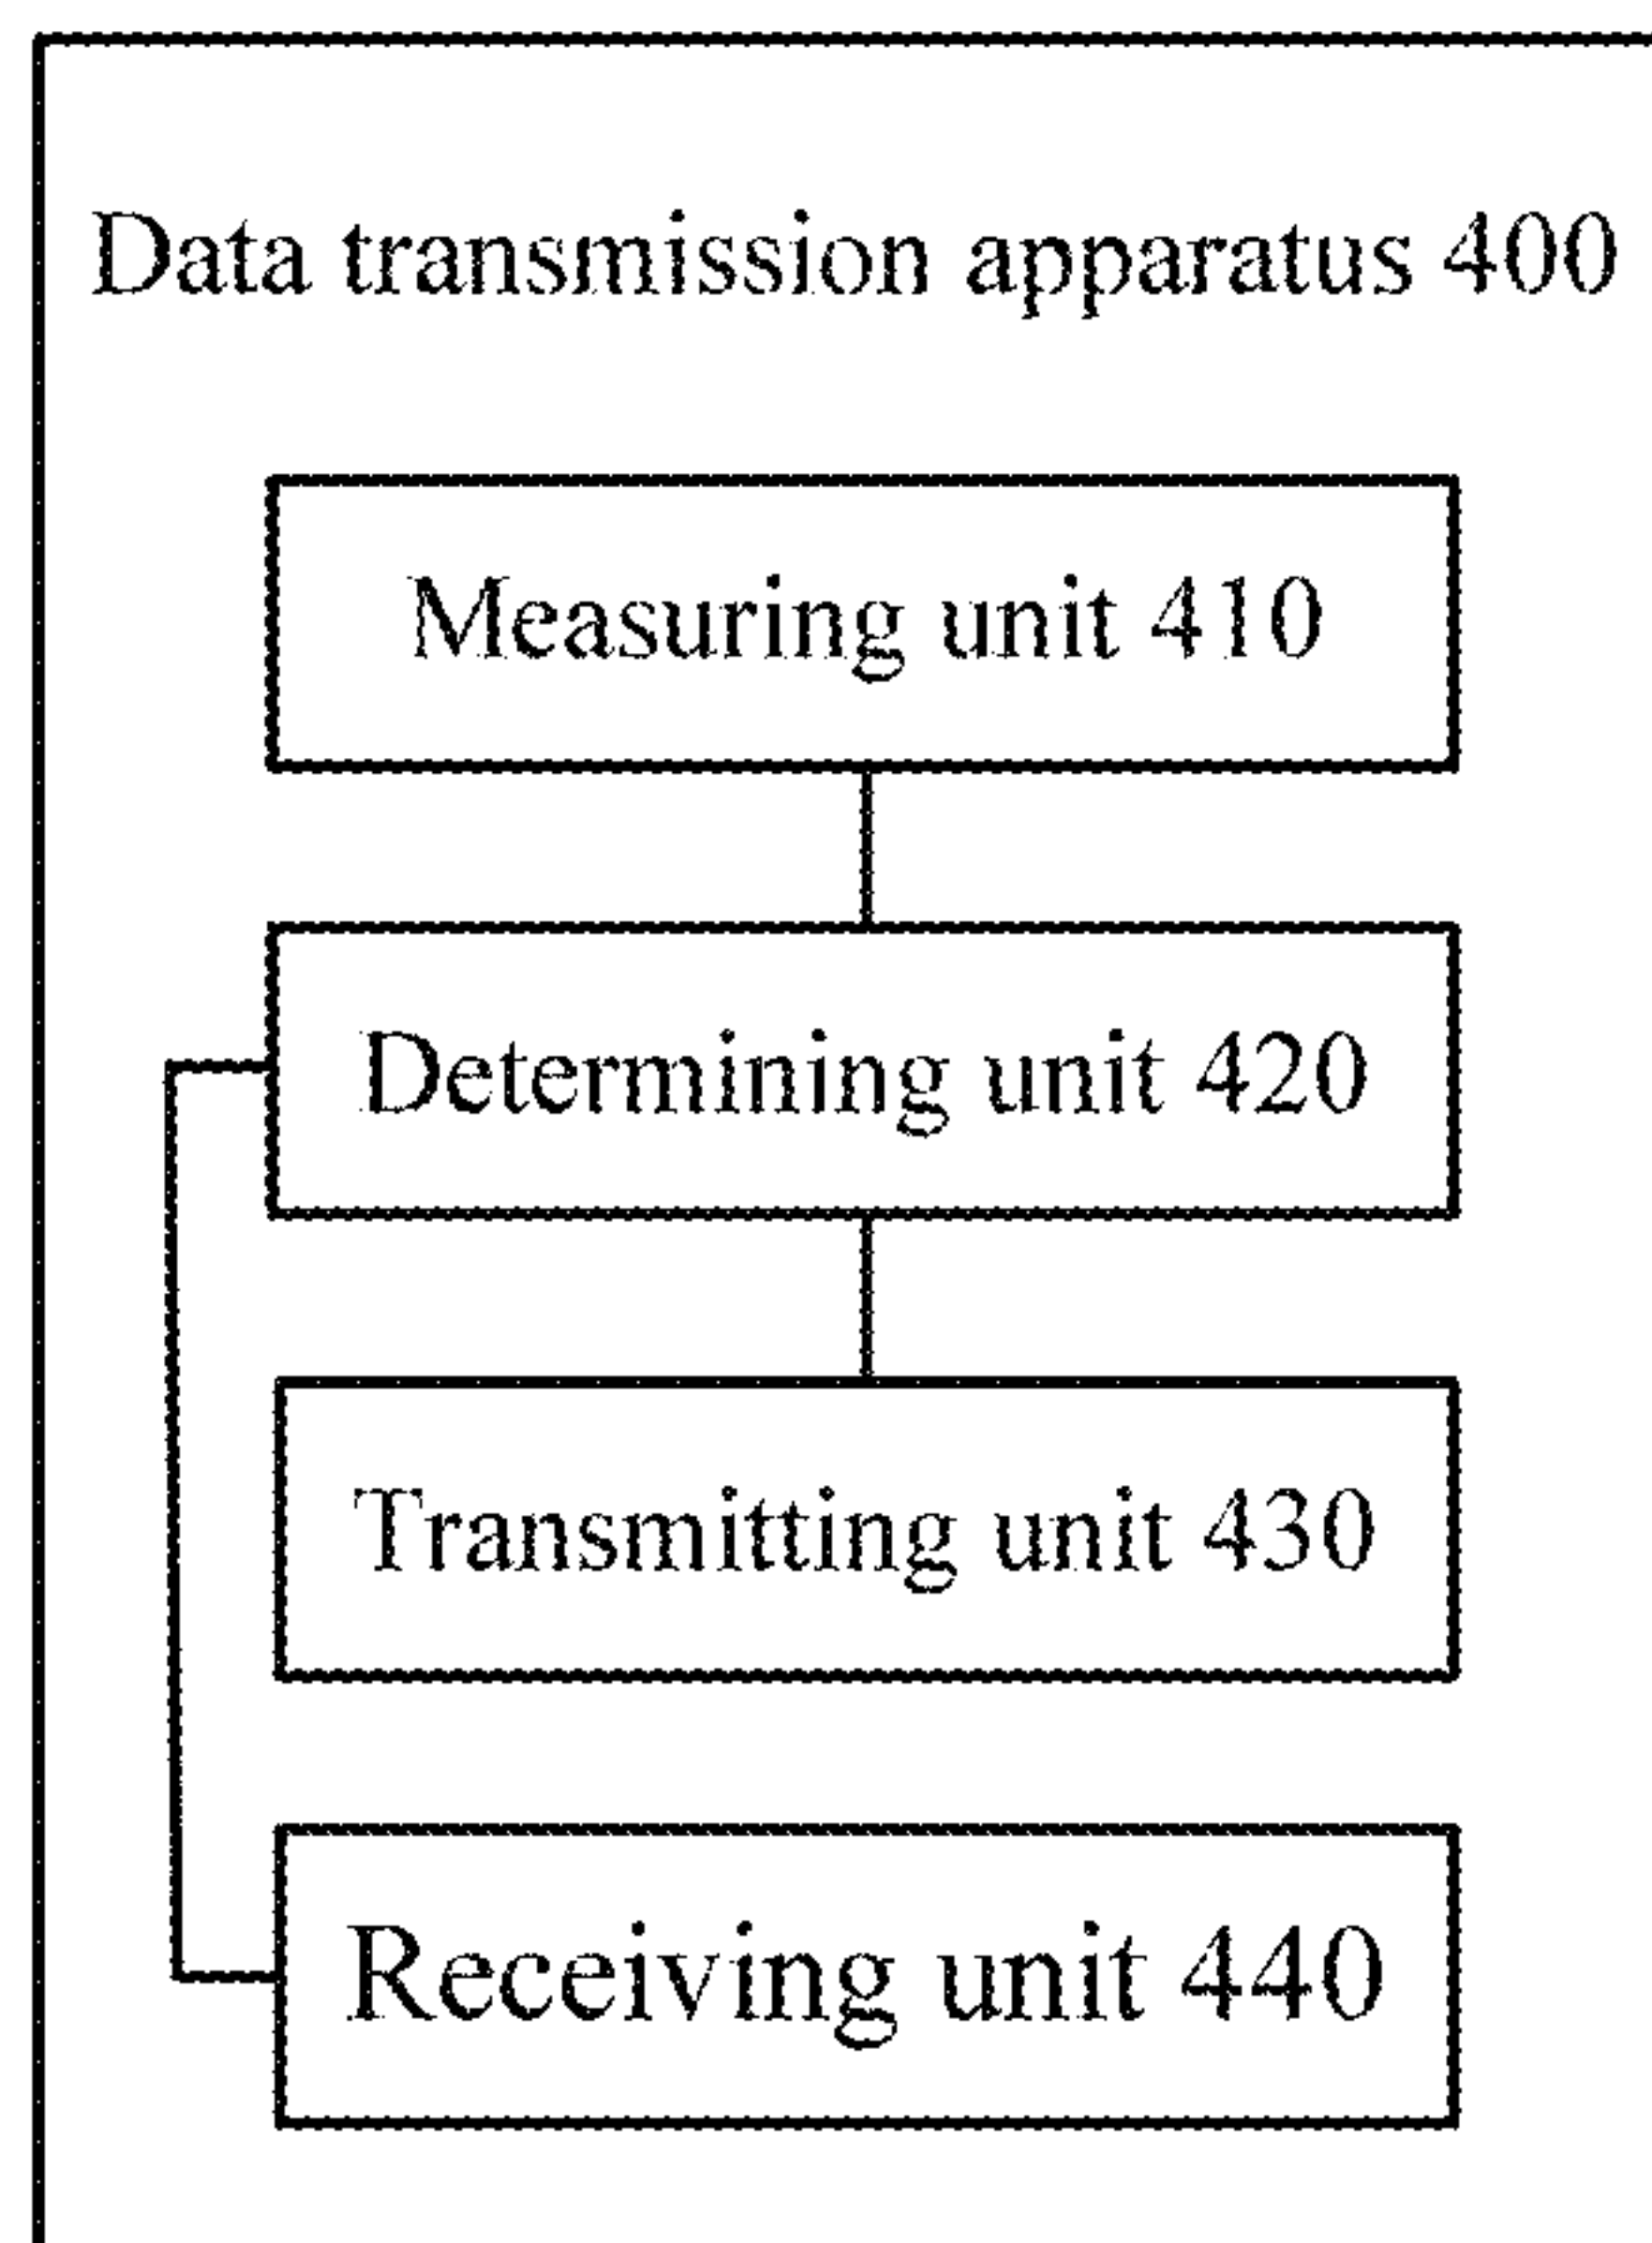 Data transmission apparatus 400
Measuring unit 410
Determining unit 420
Transmitting unit 430
Receiving unit 440